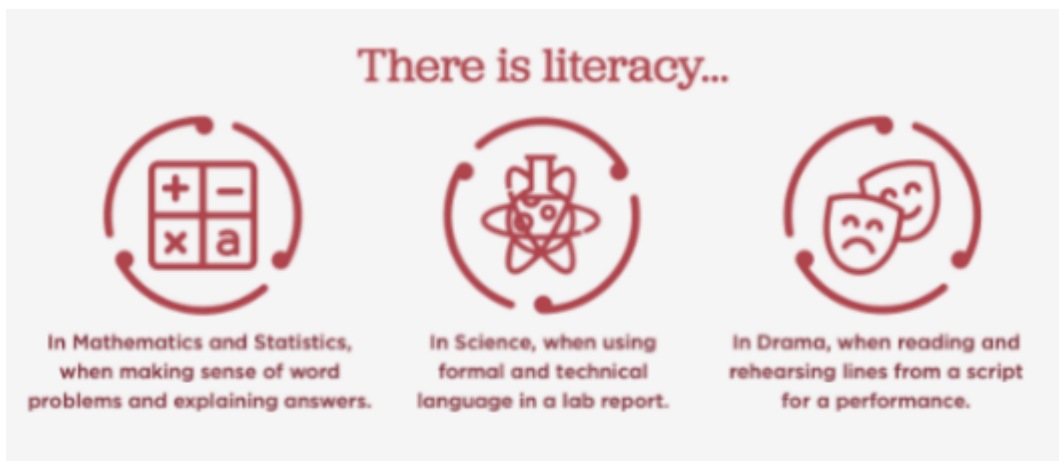 There is literacy...
+ −
x a
In Mathematics and Statistics,
when making sense of word
problems and explaining answers.
In Science, when using
formal and technical
language in a lab report.
In Drama, when reading and
rehearsing lines from a script
for a performance.